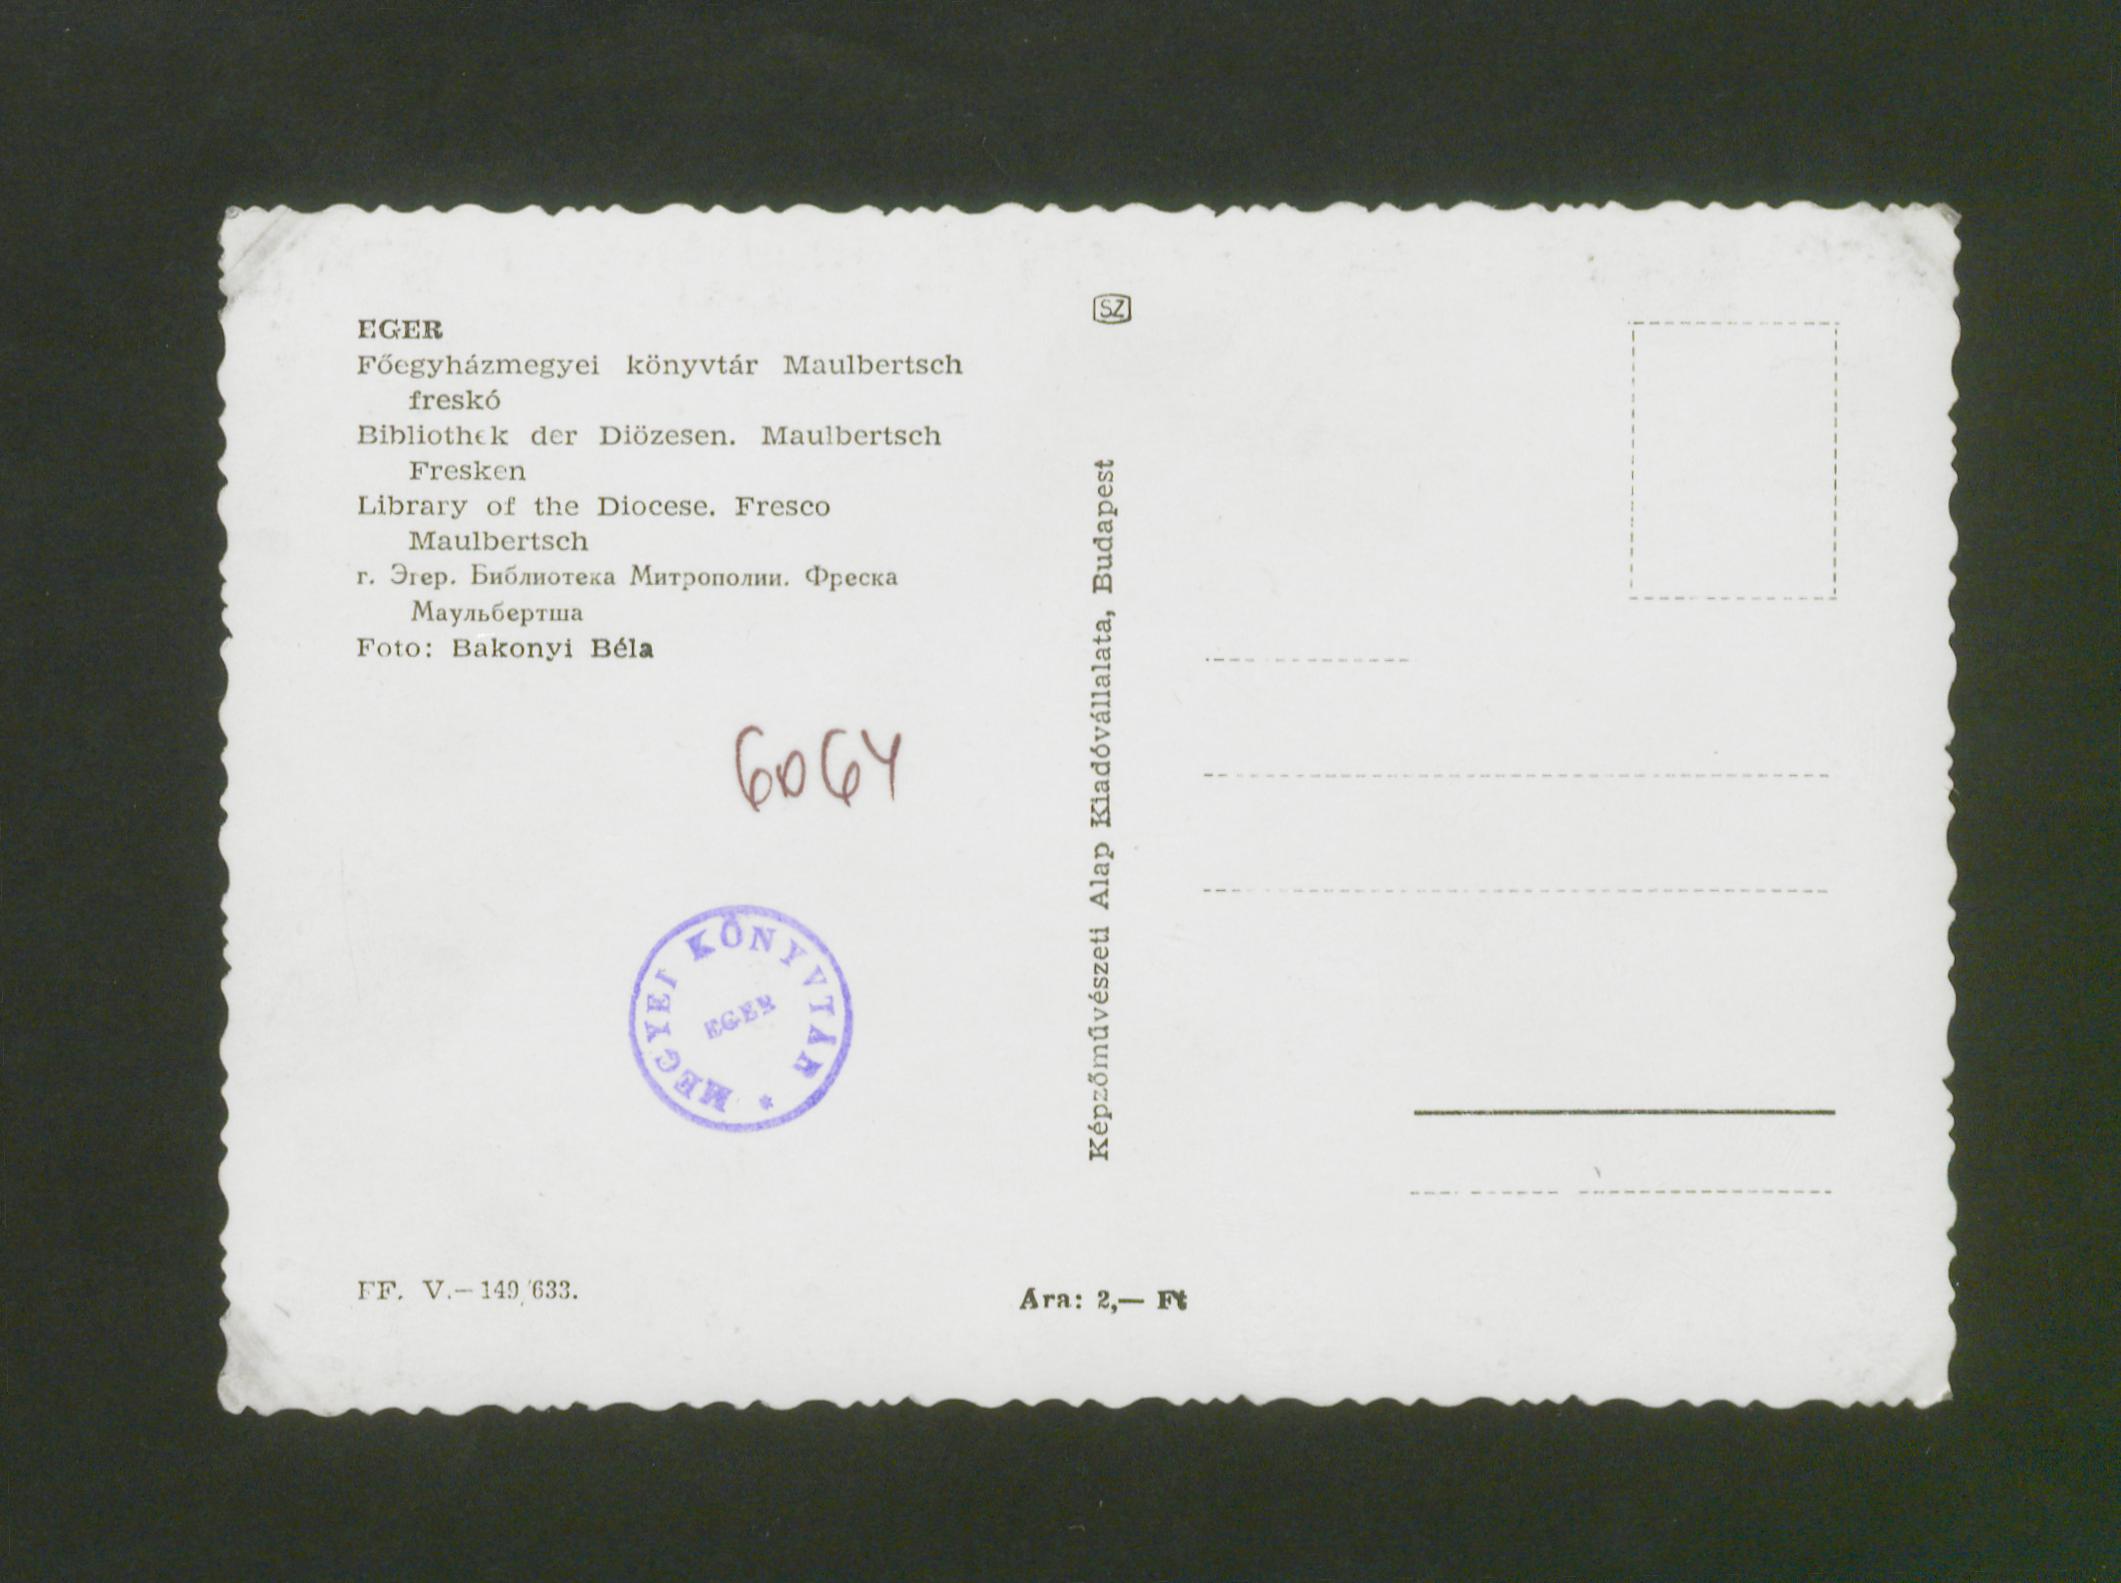 EGER
Főegyházmegyei könyvtár Maulbertsch
freskó
Bibliothek der Diözesen. Maulbertsch
Fresken
Library of the Diocese. Fresco
Maulbertsch
г. Эгер. Библиотека Митрополии. Фреска
Маульбертша
Foto: Bakonyi Béla
6064
MEGYEI KÖNYVTÁR *
EGER
FF. V.— 149/633.
SZ
Képzőművészeti Alap Kiadóvállalata, Budapest
Ára: 2,— Ft